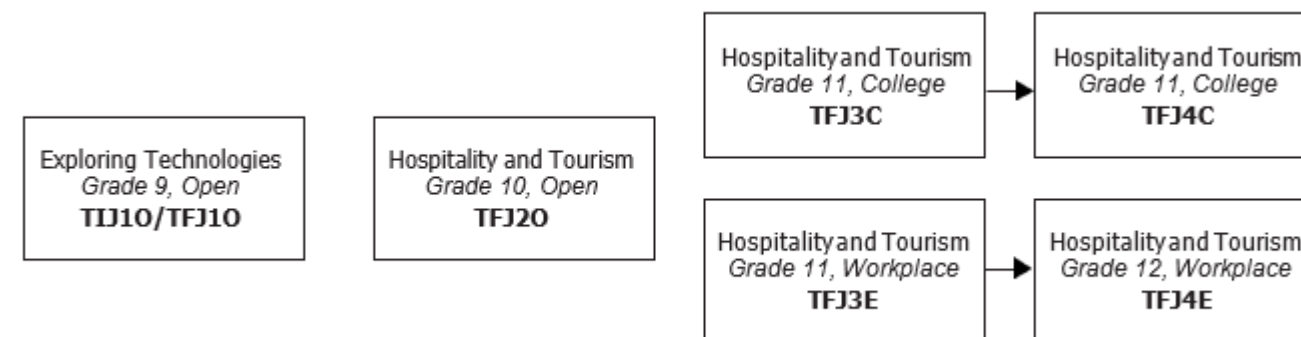 Exploring Technologies
Grade 9, Open
TIJ1O/TFJ1O
Hospitality and Tourism
Grade 10, Open
TFJ2O
Hospitality and Tourism
Grade 11, College
TFJ3C
Hospitality and Tourism
Grade 11, College
TFJ4C
Hospitality and Tourism
Grade 11, Workplace
TFJ3E
Hospitality and Tourism
Grade 12, Workplace
TFJ4E